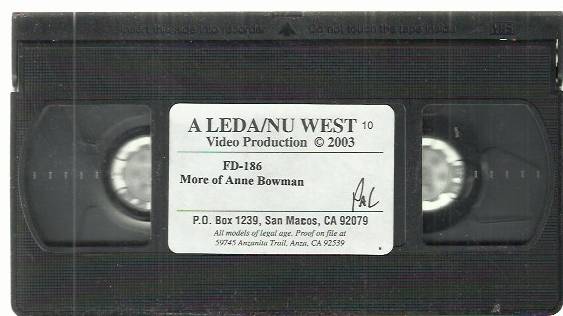 Insert this side into recorder ▲ Do not touch the tape inside VHS
A LEDA/NU WEST 10
Video Production © 2003
FD-186
More of Anne Bowman
PAL
P.O. Box 1239, San Macos, CA 92079
All models of legal age. Proof on file at
59745 Anzanita Trail, Anza, CA 92539